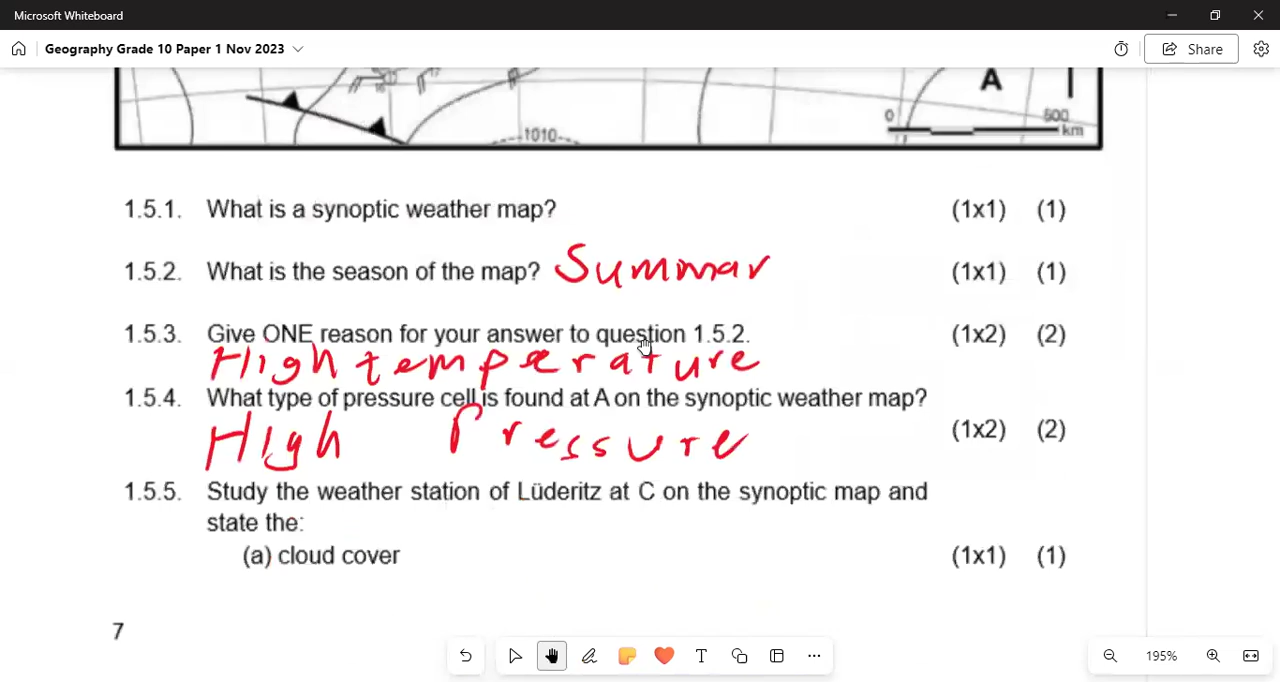 Microsoft Whiteboard
Geography Grade 10 Paper 1 Nov 2023
Share
A
0 500
km
1010
1.5.1. What is a synoptic weather map? (1x1) (1)
1.5.2. What is the season of the map? Summar (1x1) (1)
1.5.3. Give ONE reason for your answer to question 1.5.2. (1x2) (2)
High temperature
1.5.4. What type of pressure cell is found at A on the synoptic weather map?
High Pressure (1x2) (2)
1.5.5. Study the weather station of Lüderitz at C on the synoptic map and
state the:
(a) cloud cover (1x1) (1)
7
195%